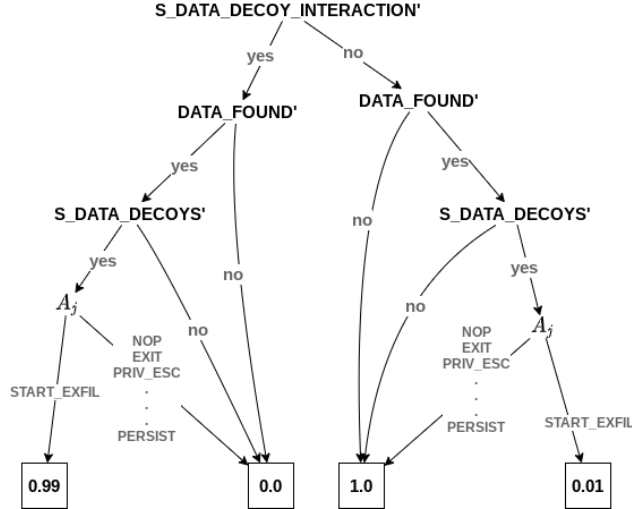 S_DATA_DECOY_INTERACTION'
yes
no
DATA_FOUND'
DATA_FOUND'
yes
yes
S_DATA_DECOYS'
S_DATA_DECOYS'
no
yes
no
yes
no
no
A_j
A_j
NOP
EXIT
PRIV_ESC
.
.
.
PERSIST
NOP
EXIT
PRIV_ESC
.
.
.
PERSIST
START_EXFIL
START_EXFIL
0.99
0.0
1.0
0.01